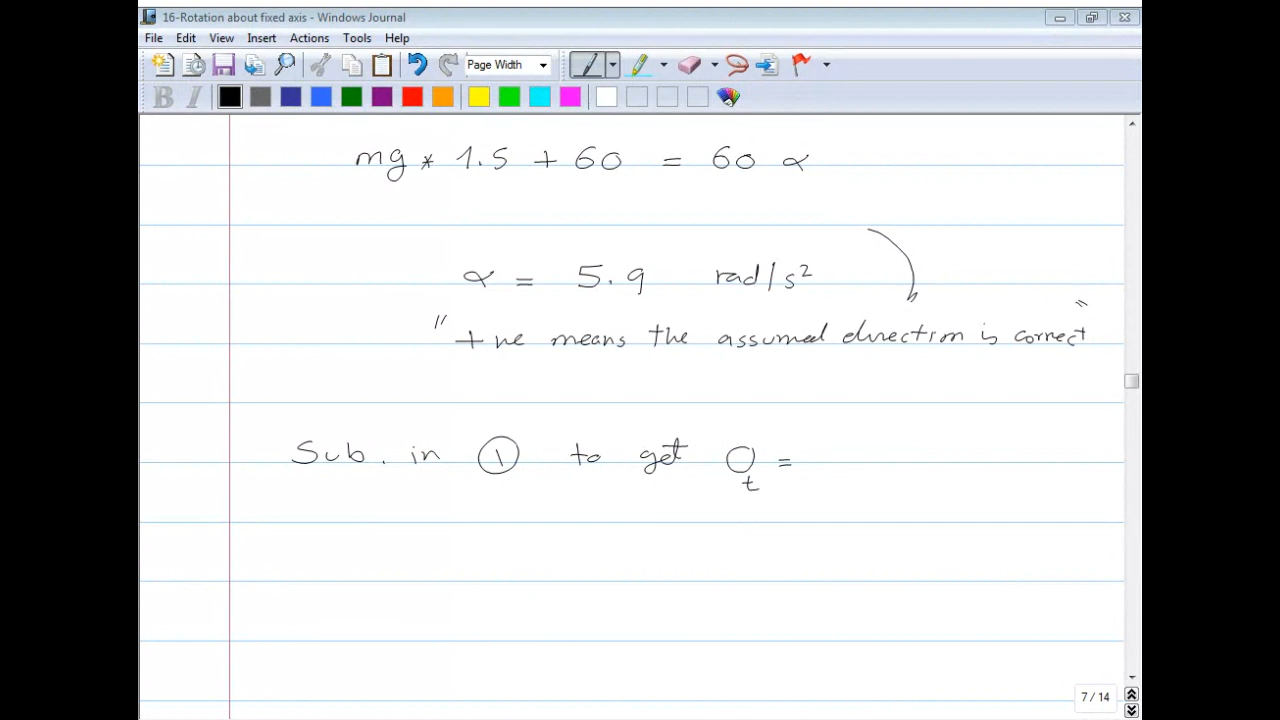 16-Rotation about fixed axis - Windows Journal
File Edit View Insert Actions Tools Help
Page Width
B I
mg * 1.5 + 60 = 60 α
α = 5.9 rad/s²
"+ve means the assumed direction is correct"
Sub. in ① to get O_t =
7 / 14